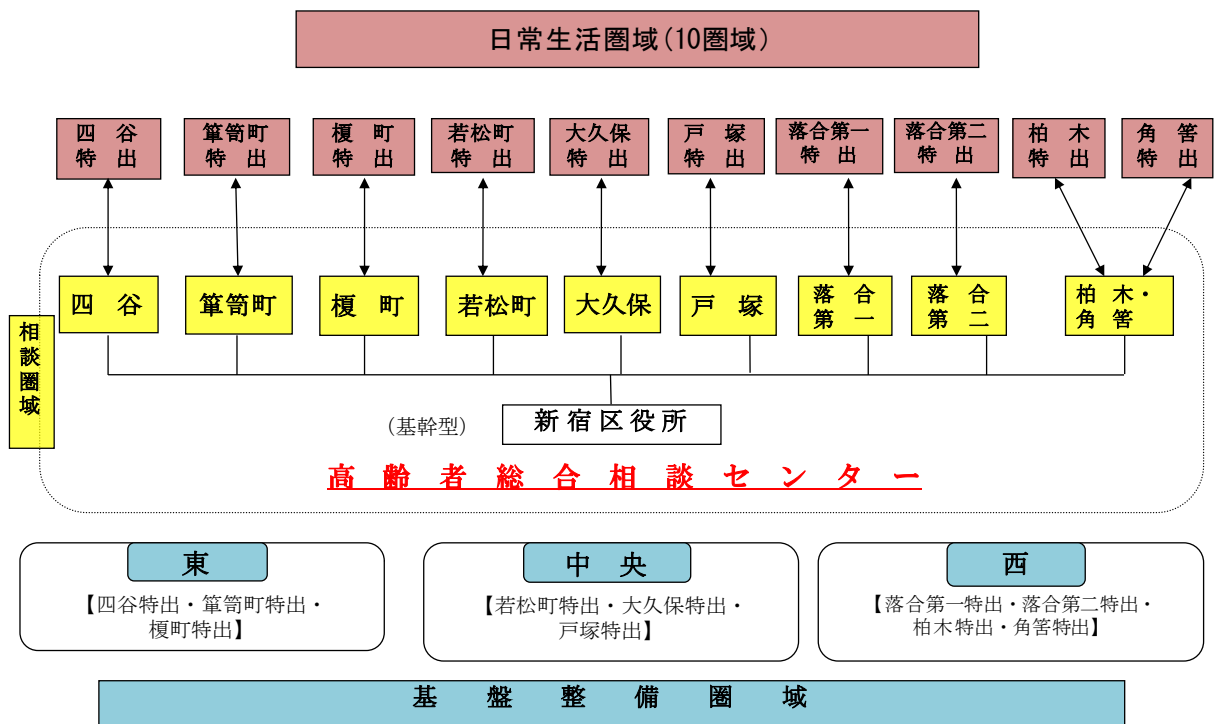 日常生活圏域(10圏域)
四谷
特出
簞笥町
特出
榎町
特出
若松町
特出
大久保
特出
戸塚
特出
落合第一
特出
落合第二
特出
柏木
特出
角筈
特出
相談圏域
四谷
簞笥町
榎町
若松町
大久保
戸塚
落合
第一
落合
第二
柏木・
角筈
(基幹型)
新宿区役所
高齢者総合相談センター
東
【四谷特出・簞笥町特出・
榎町特出】
中央
【若松町特出・大久保特出・
戸塚特出】
西
【落合第一特出・落合第二特出・
柏木特出・角筈特出】
基盤整備圏域